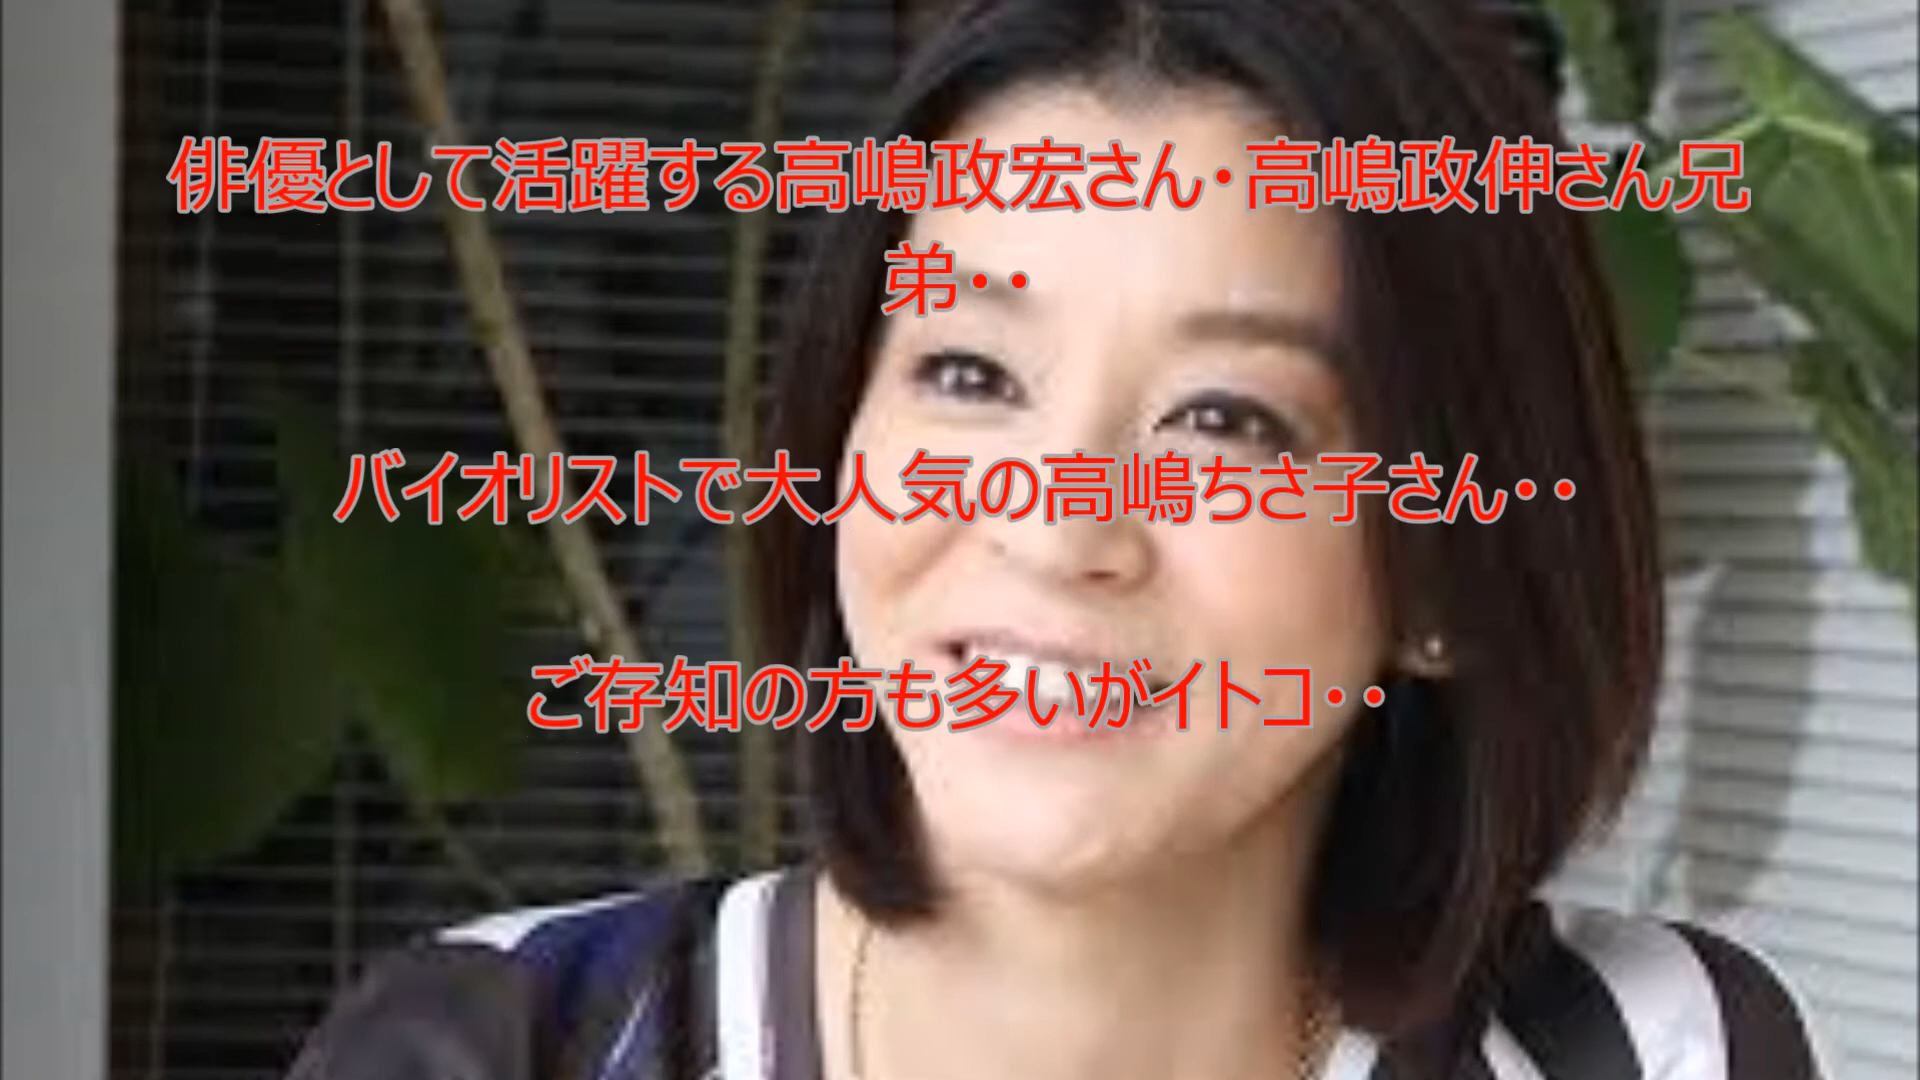 俳優として活躍する高嶋政宏さん・高嶋政伸さん兄
弟・・
バイオリストで大人気の高嶋ちさ子さん・・
ご存知の方も多いがイトコ・・